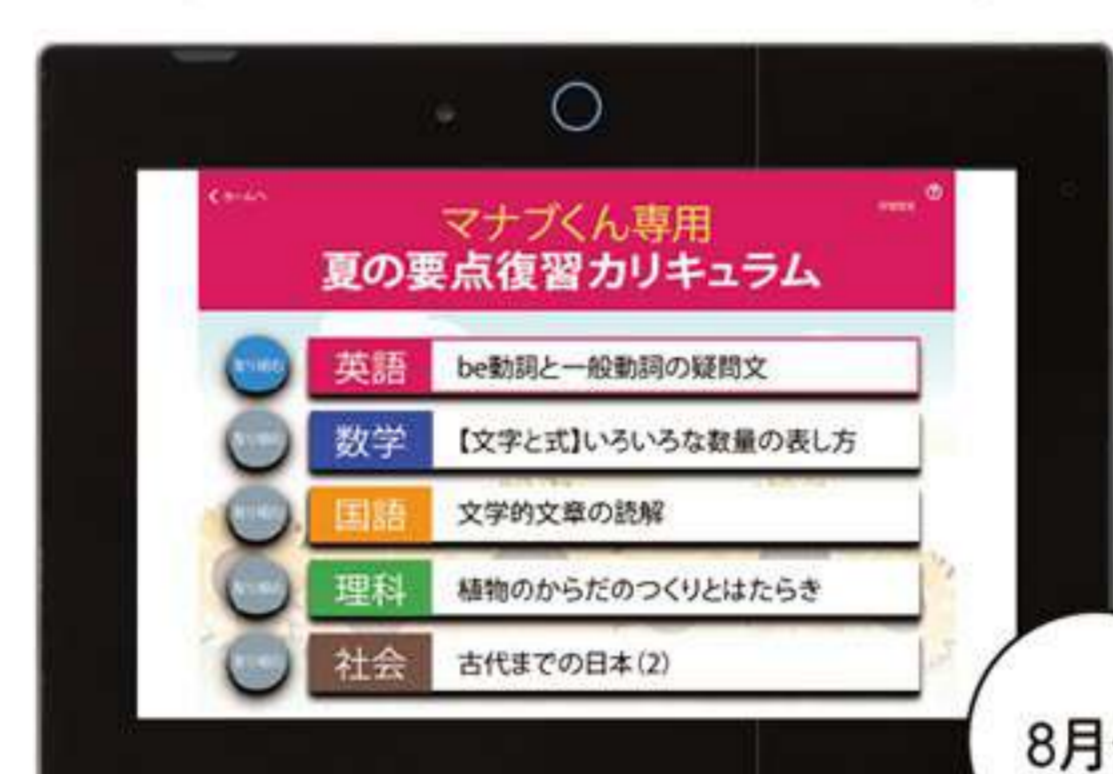 ホームへ
マナブくん専用
夏の要点復習カリキュラム
英語 be動詞と一般動詞の疑問文
数学 【文字と式】いろいろな数量の表し方
国語 文学的文章の読解
理科 植物のからだのつくりとはたらき
社会 古代までの日本(2)
8月